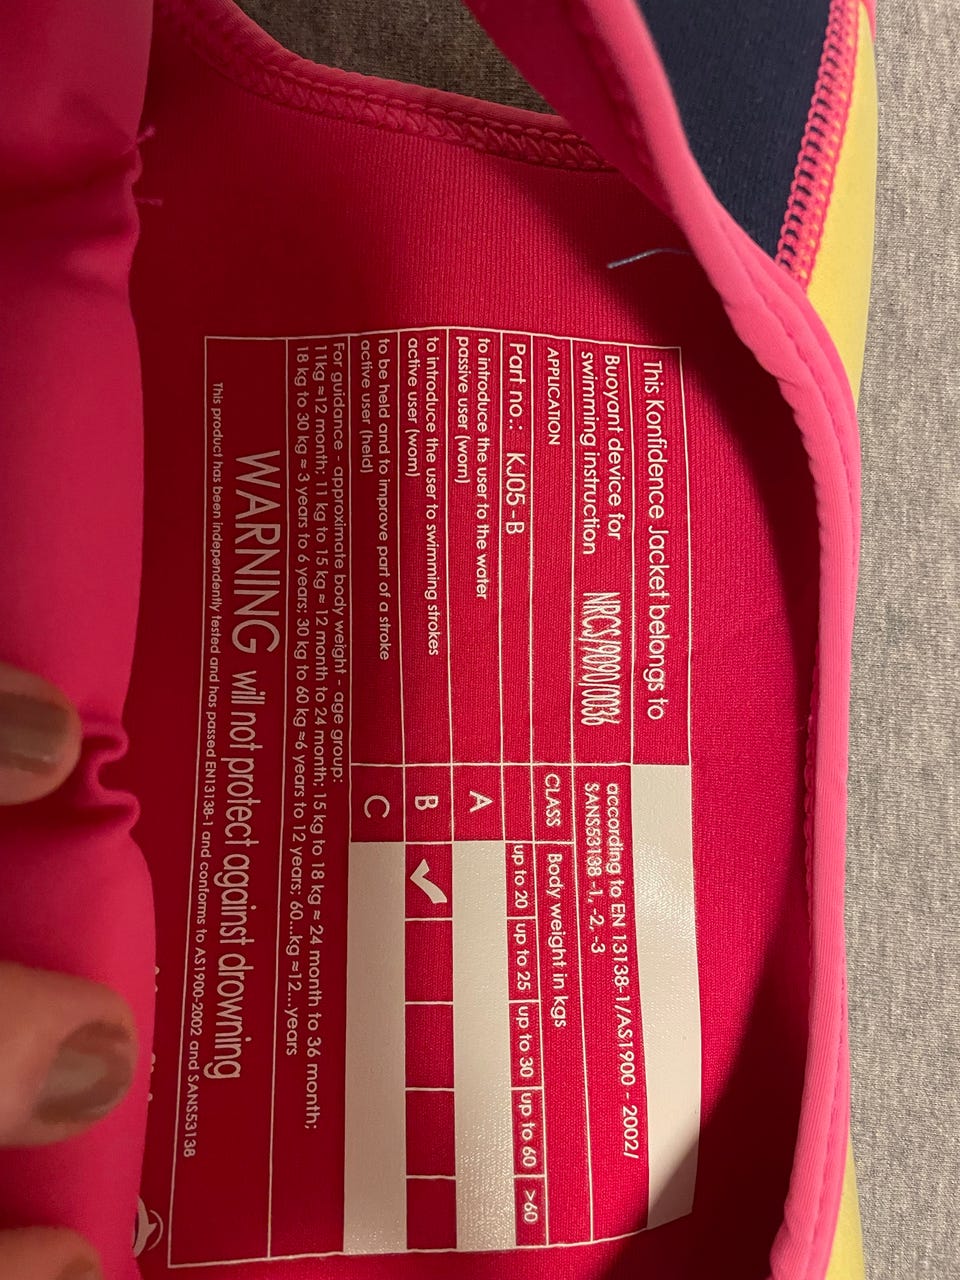 This Konfidence Jacket belongs to
Buoyant device for
swimming instruction
NRCS/9090/0036
according to EN 13138-1/AS1900 - 2002/
SANS53138 -1, -2, -3
APPLICATION
CLASS
Body weight in kgs
Part no.: KJ05 - B
up to 20
up to 25
up to 30
up to 60
>60
to introduce the user to the water
passive user (worn)
A
to introduce the user to swimming strokes
active user (worn)
B
✓
to be held and to improve part of a stroke
active user (held)
C
For guidance - approximate body weight - age group:
11kg ≈12 month; 11 kg to 15 kg≈ 12 month to 24 month; 15 kg to 18 kg ≈ 24 month to 36 month;
18 kg to 30 kg ≈ 3 years to 6 years; 30 kg to 60 kg ≈6 years to 12 years; 60...kg ≈12....years
WARNING will not protect against drowning
This product has been independently tested and has passed EN13138-1 and conforms to AS1900-2002 and SANS53138